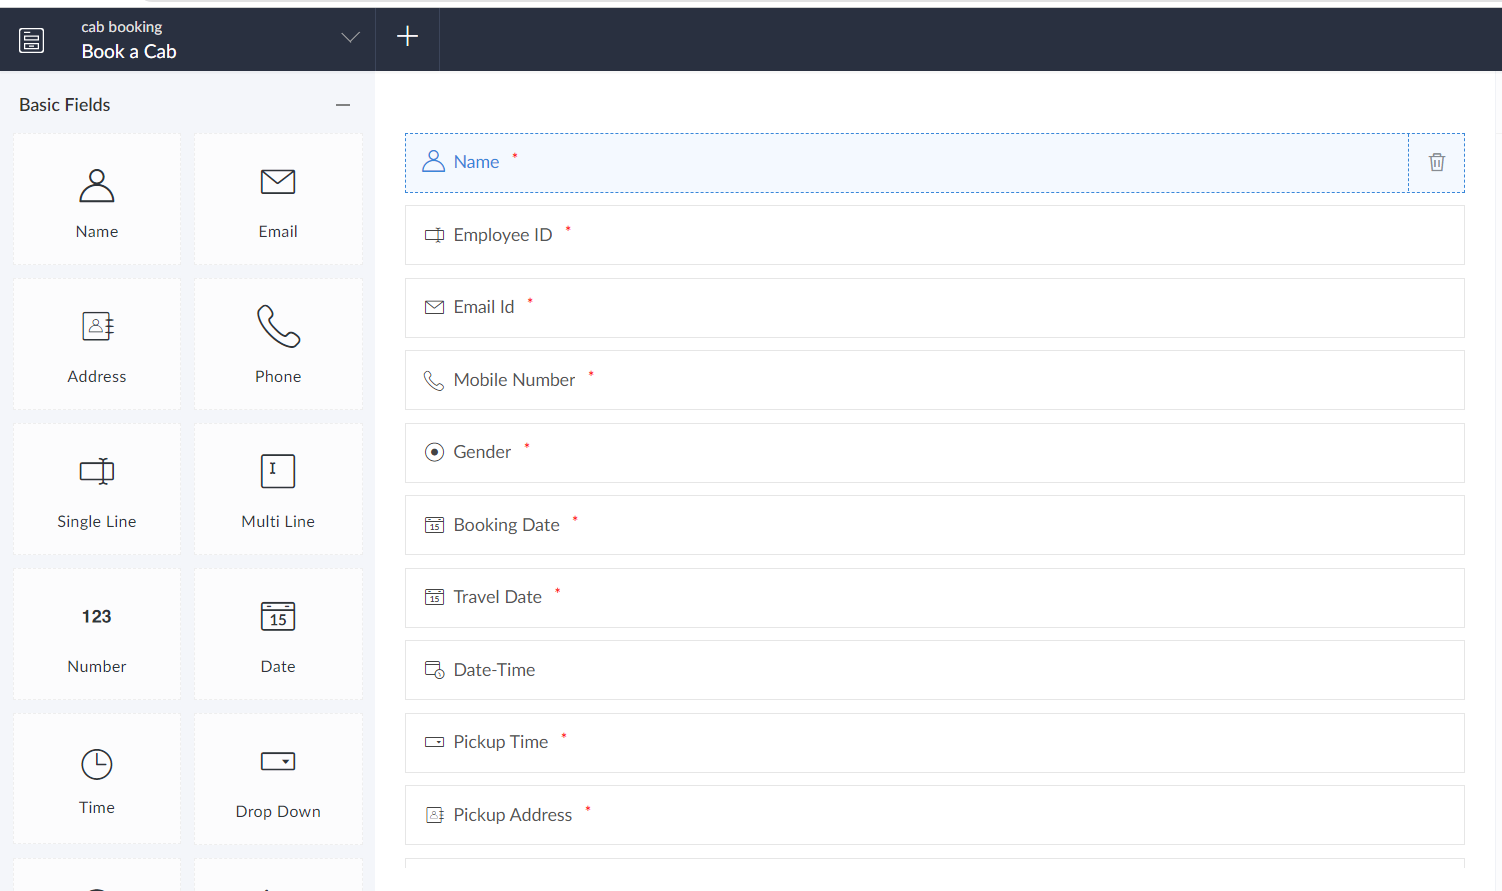 cab booking
Book a Cab
Basic Fields
Name
Email
Address
Phone
Single Line
Multi Line
123
Number
15
Date
Time
Drop Down
Name *
Employee ID *
Email Id *
Mobile Number *
Gender *
15 Booking Date *
15 Travel Date *
Date-Time
Pickup Time *
Pickup Address *